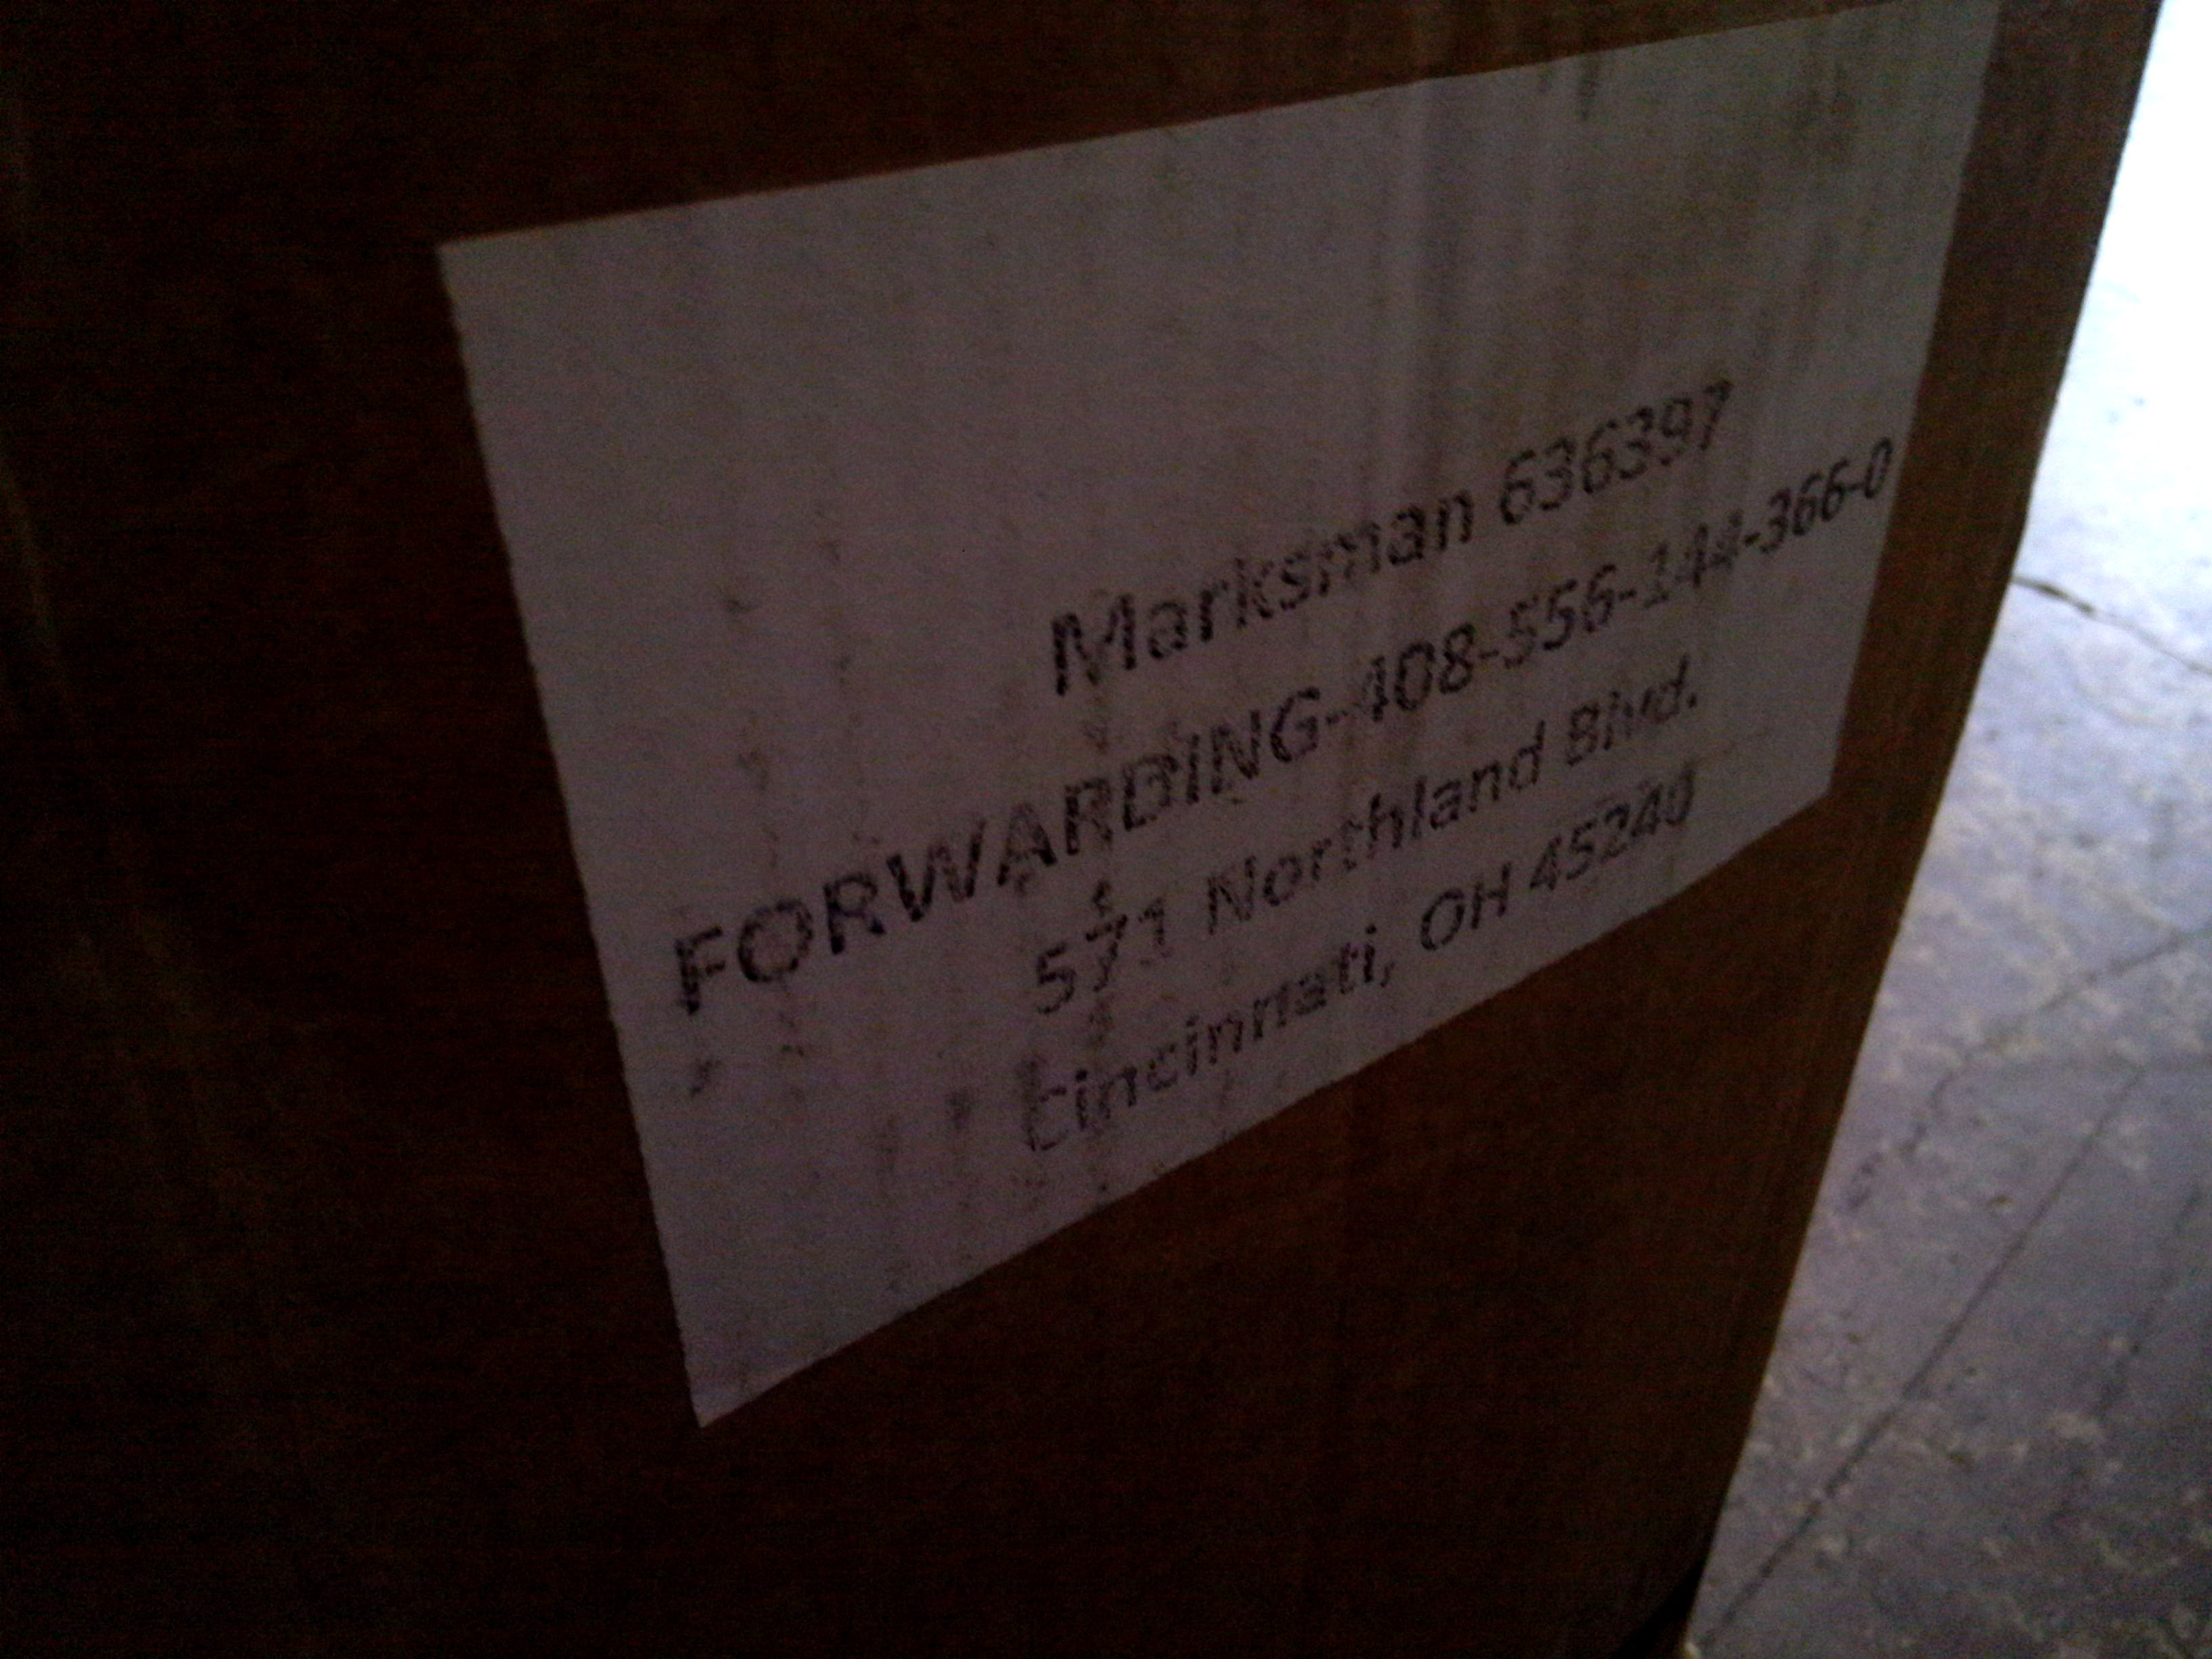 Marksman 636397
FORWARDING-408-556-144-366-0
571 Northland Blvd.
Cincinnati, OH 45240